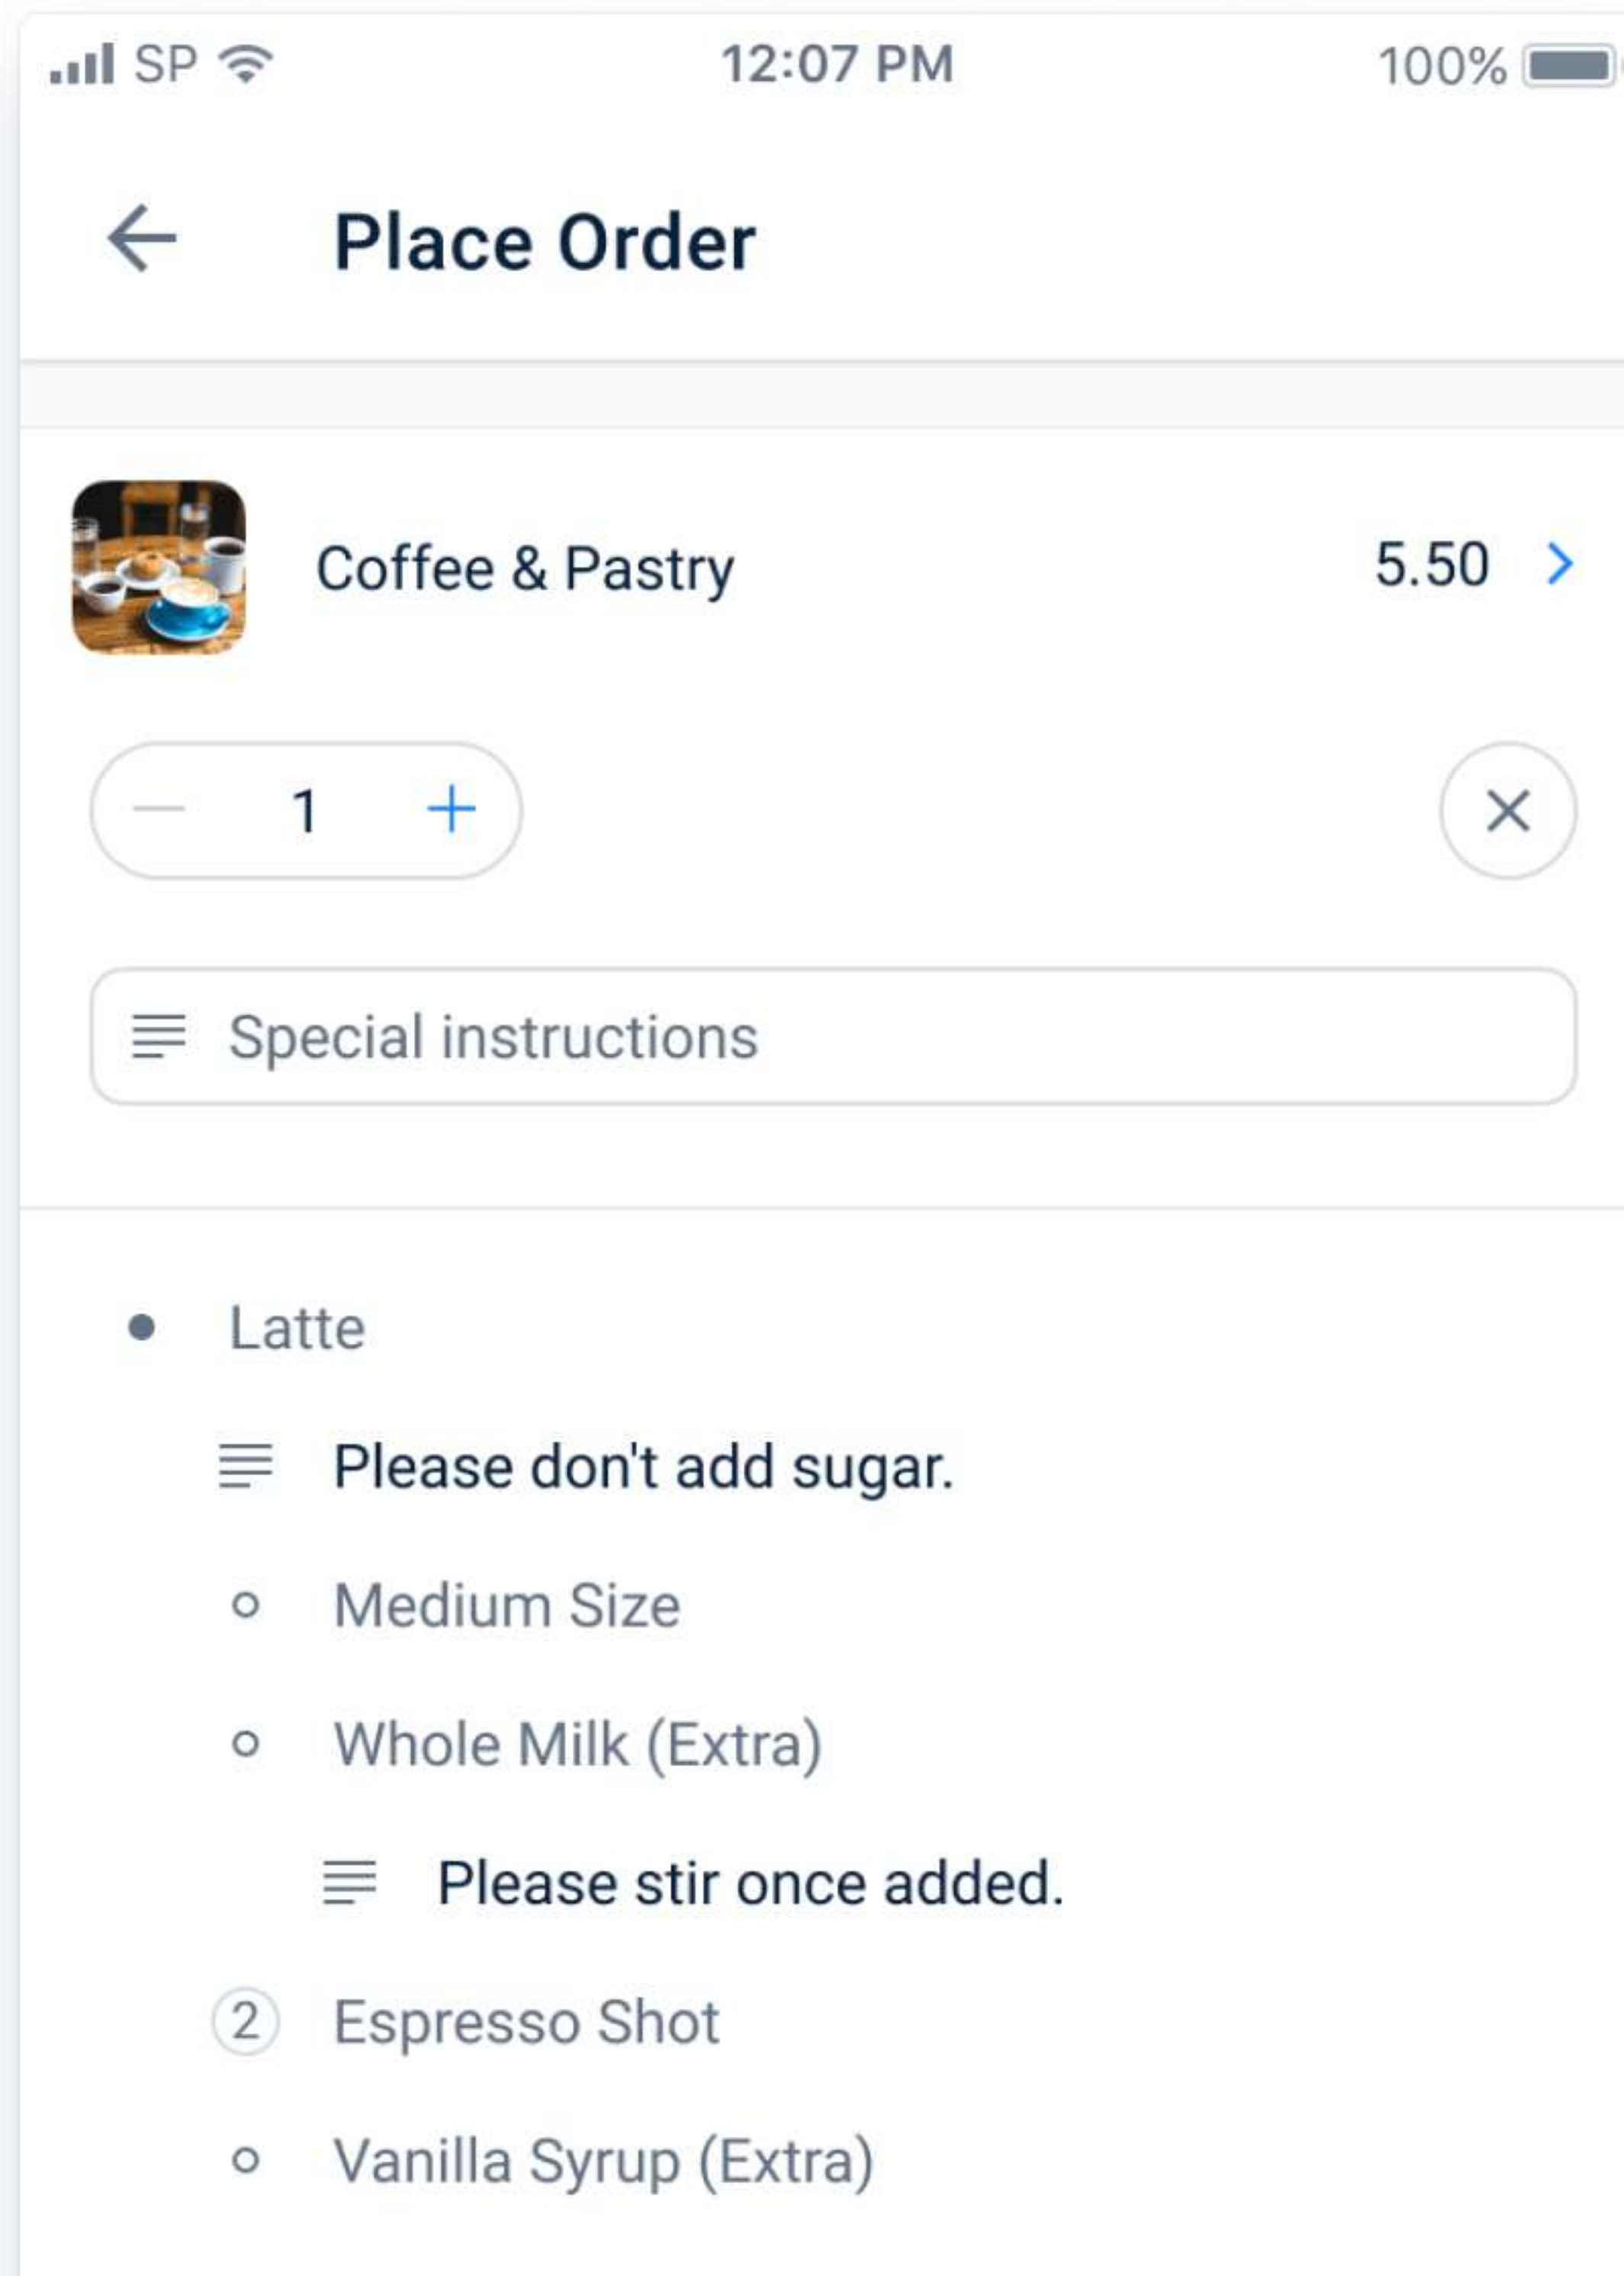 SP 12:07 PM 100%
Place Order
Coffee & Pastry 5.50
1
Special instructions
Latte
Please don't add sugar.
Medium Size
Whole Milk (Extra)
Please stir once added.
2 Espresso Shot
Vanilla Syrup (Extra)